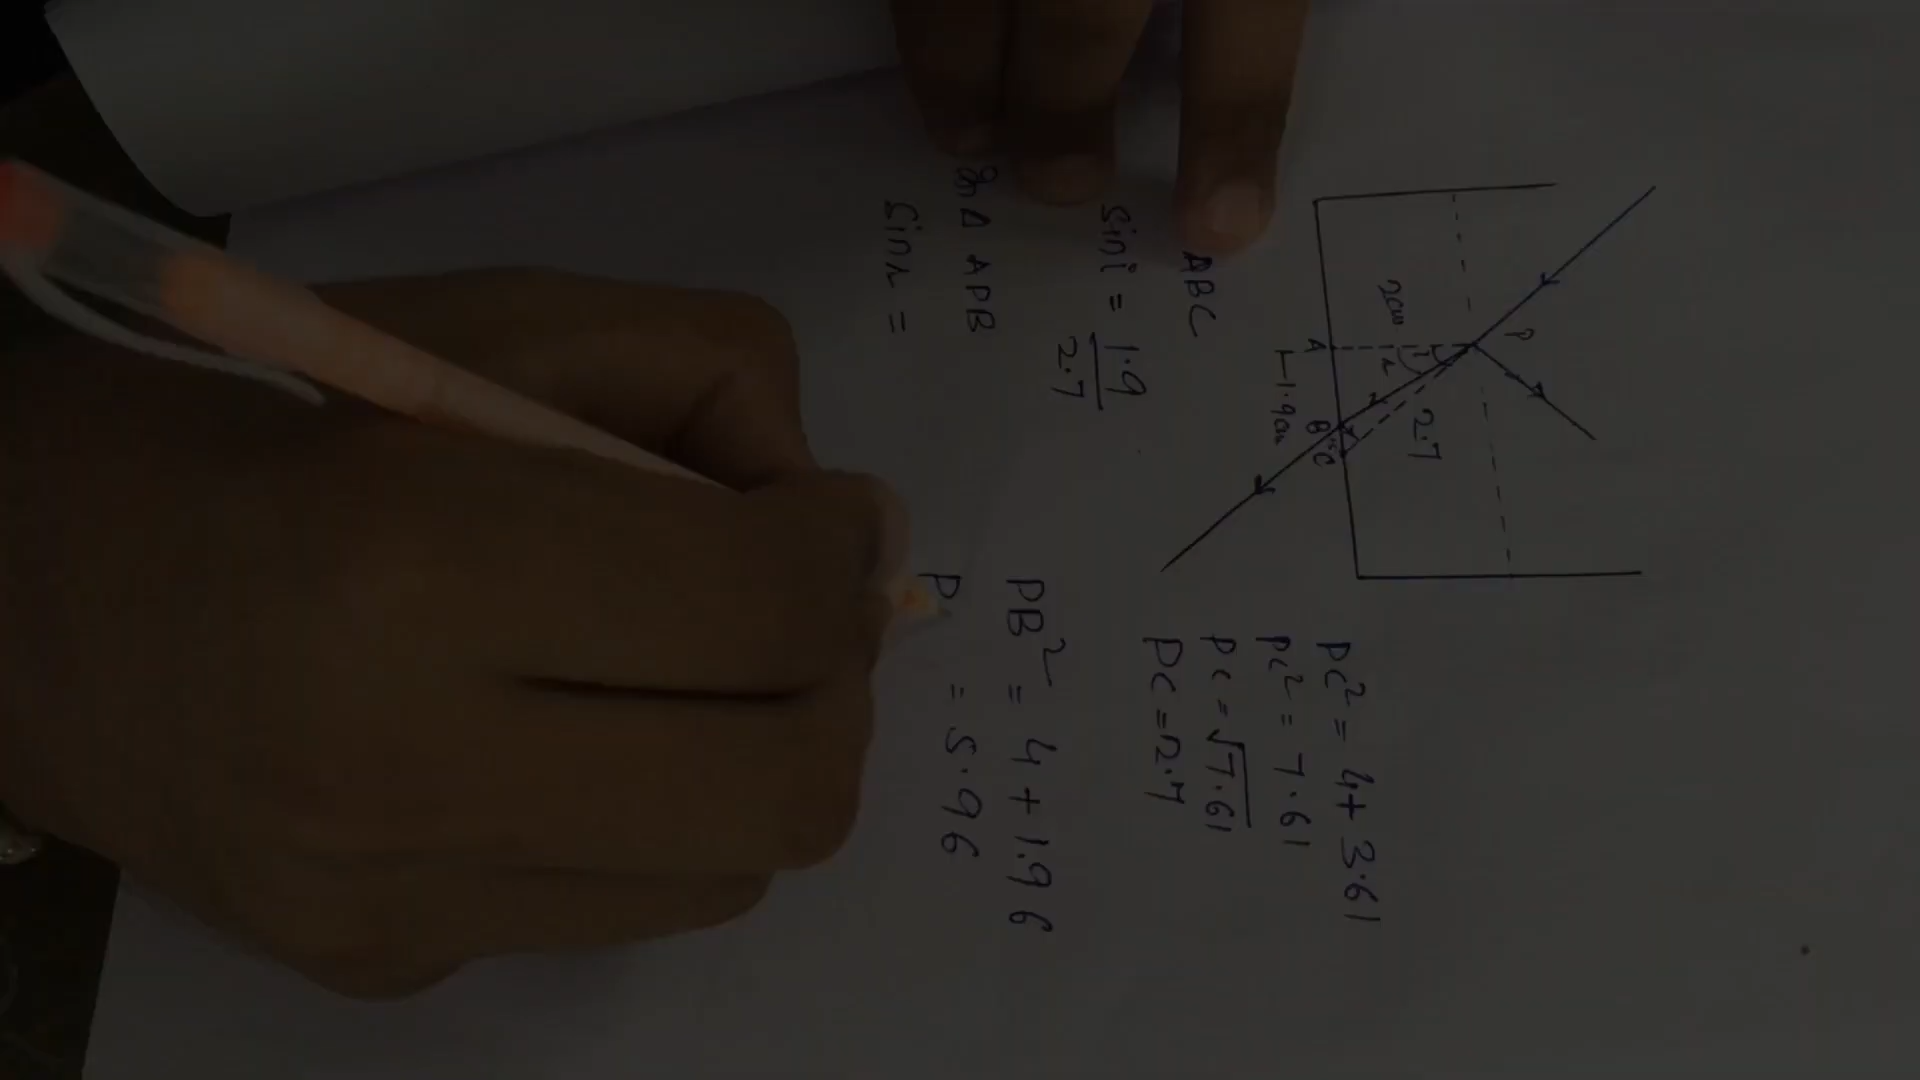 P
2cm
i
r
2.7
A
B
C
1.9cm
ABC
sin i = 1.9
2.7
In Δ APB
sin r =
PC² = 4 + 3.61
PC² = 7.61
PC = √7.61
PC = 2.7
PB² = 4 + 1.96
P = 5.96